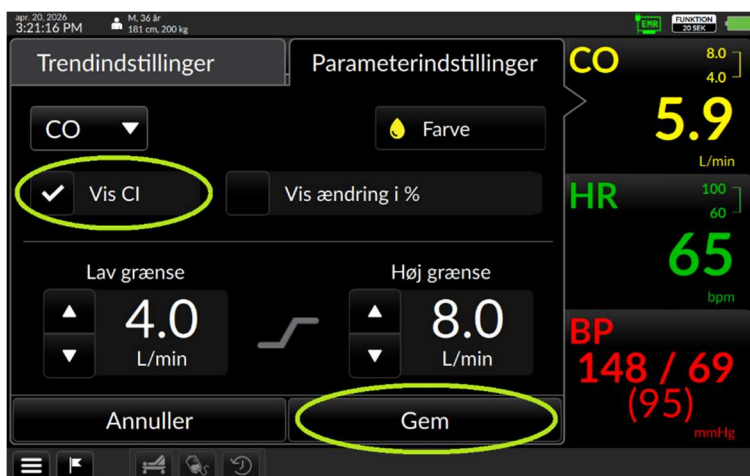 apr. 20, 2026
3:21:16 PM
M, 36 år
181 cm, 200 kg
EMR
FUNKTION
20 SEK
Trendindstillinger
Parameterindstillinger
CO
Farve
Vis CI
Vis ændring i %
Lav grænse
Høj grænse
4.0
8.0
L/min
L/min
Annuller
Gem
CO
8.0
4.0
5.9
L/min
HR
100
60
65
bpm
BP
148 / 69
(95)
mmHg